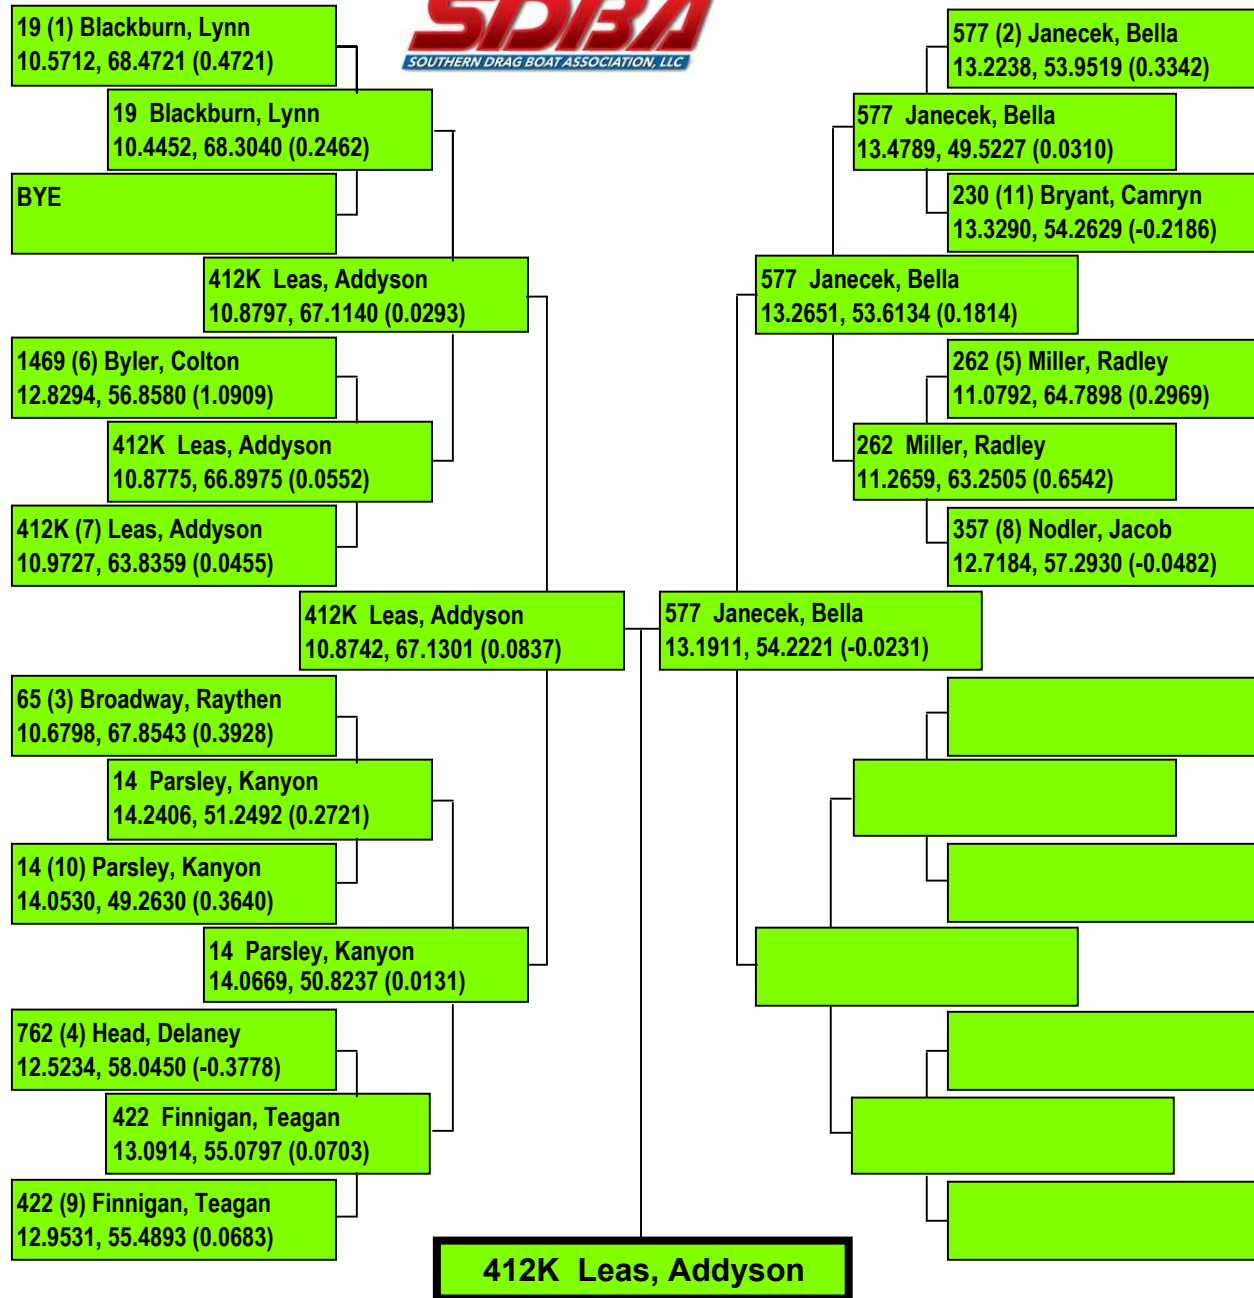 SDBA
SOUTHERN DRAG BOAT ASSOCIATION, LLC
19 (1) Blackburn, Lynn
10.5712, 68.4721 (0.4721)
19 Blackburn, Lynn
10.4452, 68.3040 (0.2462)
BYE
412K Leas, Addyson
10.8797, 67.1140 (0.0293)
1469 (6) Byler, Colton
12.8294, 56.8580 (1.0909)
412K Leas, Addyson
10.8775, 66.8975 (0.0552)
412K (7) Leas, Addyson
10.9727, 63.8359 (0.0455)
412K Leas, Addyson
10.8742, 67.1301 (0.0837)
65 (3) Broadway, Raythen
10.6798, 67.8543 (0.3928)
14 Parsley, Kanyon
14.2406, 51.2492 (0.2721)
14 (10) Parsley, Kanyon
14.0530, 49.2630 (0.3640)
14 Parsley, Kanyon
14.0669, 50.8237 (0.0131)
762 (4) Head, Delaney
12.5234, 58.0450 (-0.3778)
422 Finnigan, Teagan
13.0914, 55.0797 (0.0703)
422 (9) Finnigan, Teagan
12.9531, 55.4893 (0.0683)
577 (2) Janecek, Bella
13.2238, 53.9519 (0.3342)
577 Janecek, Bella
13.4789, 49.5227 (0.0310)
230 (11) Bryant, Camryn
13.3290, 54.2629 (-0.2186)
577 Janecek, Bella
13.2651, 53.6134 (0.1814)
262 (5) Miller, Radley
11.0792, 64.7898 (0.2969)
262 Miller, Radley
11.2659, 63.2505 (0.6542)
357 (8) Nodler, Jacob
12.7184, 57.2930 (-0.0482)
577 Janecek, Bella
13.1911, 54.2221 (-0.0231)
412K Leas, Addyson